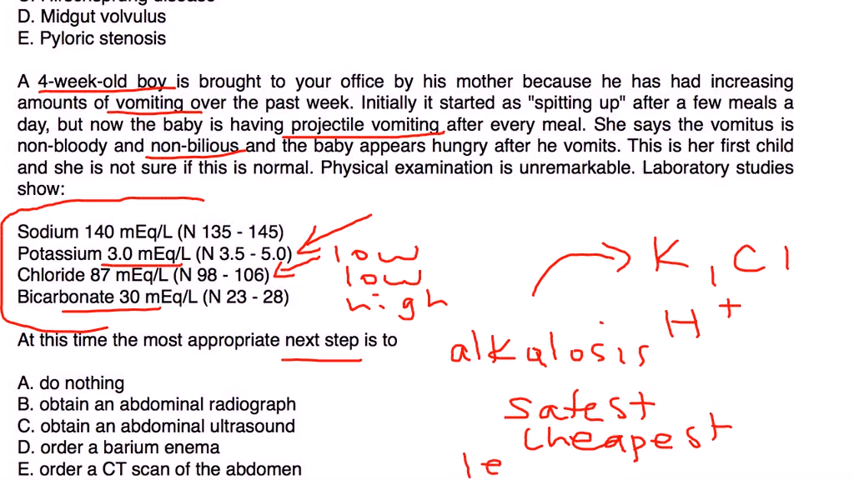 D. Midgut volvulus
E. Pyloric stenosis
A 4-week-old boy is brought to your office by his mother because he has had increasing
amounts of vomiting over the past week. Initially it started as "spitting up" after a few meals a
day, but now the baby is having projectile vomiting after every meal. She says the vomitus is
non-bloody and non-bilious and the baby appears hungry after he vomits. This is her first child
and she is not sure if this is normal. Physical examination is unremarkable. Laboratory studies
show:
Sodium 140 mEq/L (N 135 - 145)
Potassium 3.0 mEq/L (N 3.5 - 5.0) low
Chloride 87 mEq/L (N 98 - 106) low
Bicarbonate 30 mEq/L (N 23 - 28) high
K, Cl
H+
At this time the most appropriate next step is to
alkalosis
A. do nothing
B. obtain an abdominal radiograph
C. obtain an abdominal ultrasound
D. order a barium enema
E. order a CT scan of the abdomen
safest
cheapest
le